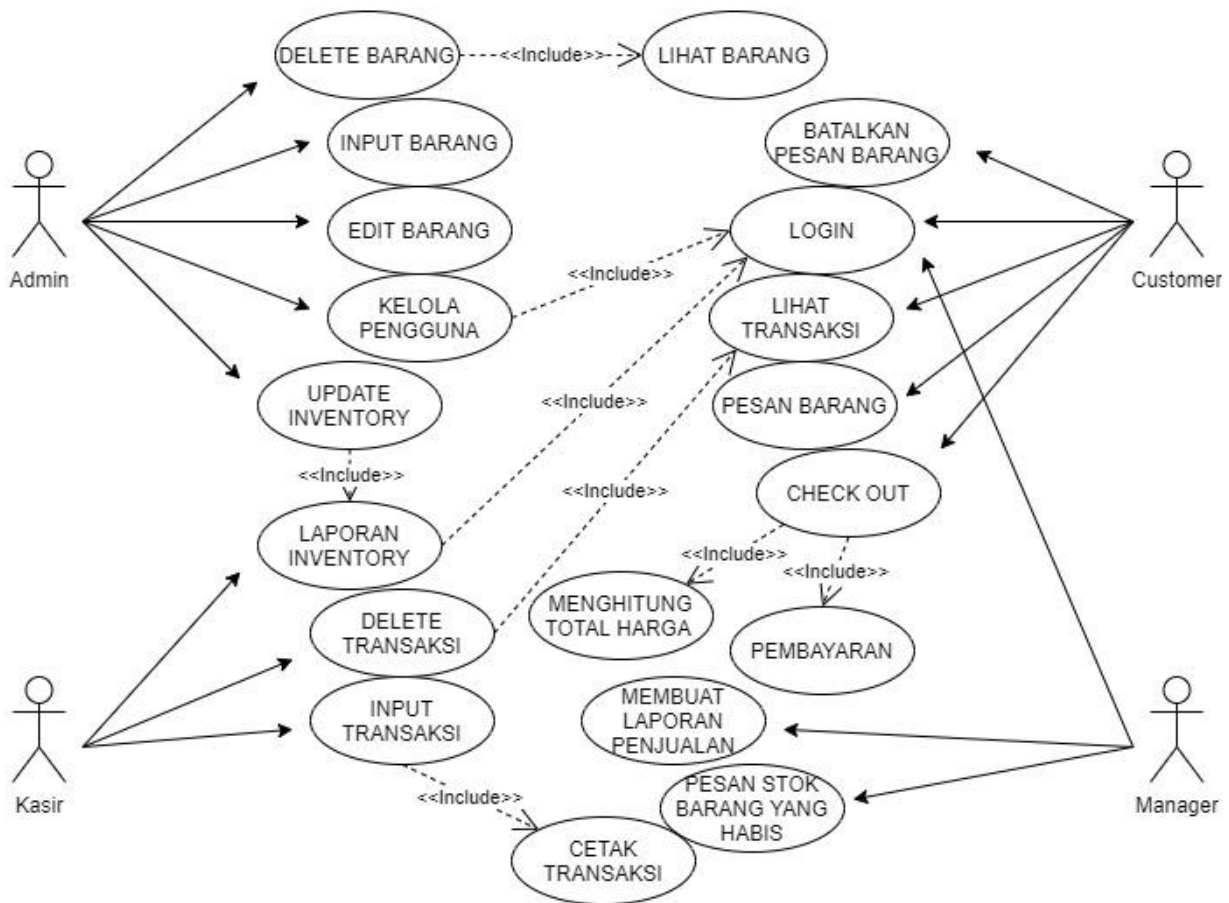 DELETE BARANG
<<Include>>
LIHAT BARANG
INPUT BARANG
BATALKAN
PESAN BARANG
EDIT BARANG
LOGIN
Admin
Customer
<<Include>>
KELOLA
PENGGUNA
LIHAT
TRANSAKSI
UPDATE
INVENTORY
<<Include>>
PESAN BARANG
<<Include>>
<<Include>>
CHECK OUT
LAPORAN
INVENTORY
<<Include>>
<<Include>>
DELETE
TRANSAKSI
MENGHITUNG
TOTAL HARGA
PEMBAYARAN
INPUT
TRANSAKSI
MEMBUAT
LAPORAN
PENJUALAN
Kasir
Manager
<<Include>>
PESAN STOK
BARANG YANG
HABIS
CETAK
TRANSAKSI